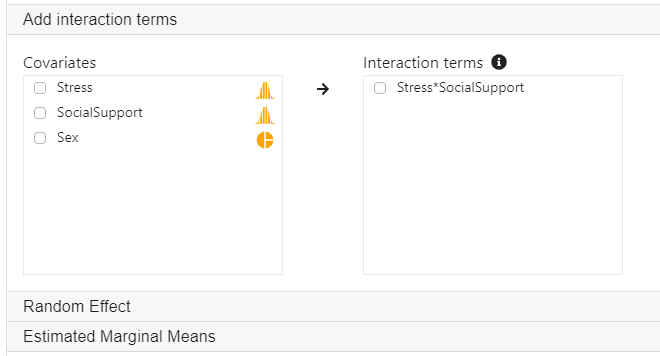 Add interaction terms
Covariates
Stress
SocialSupport
Sex
Interaction terms
Stress*SocialSupport
Random Effect
Estimated Marginal Means